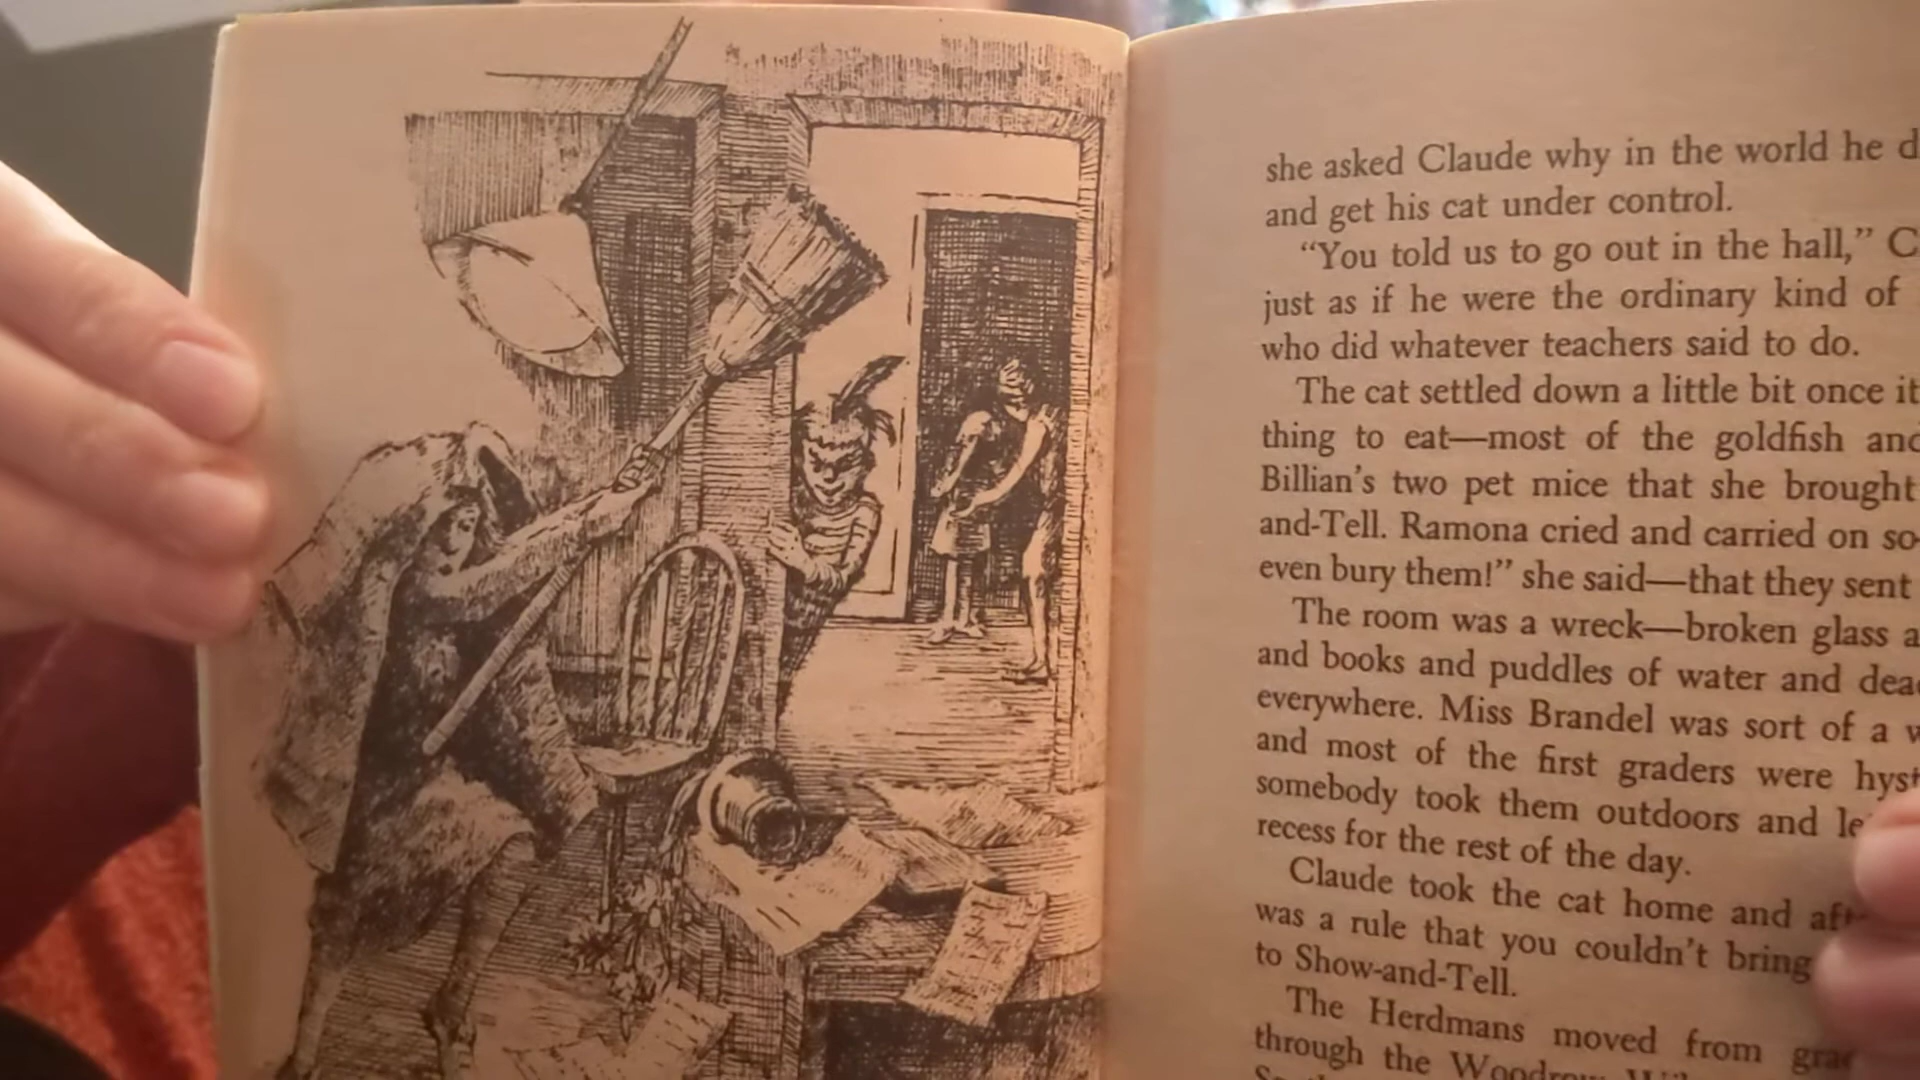 she asked Claude why in the world he
and get his cat under control.
“You told us to go out in the hall,”
just as if he were the ordinary kind of
who did whatever teachers said to do.
The cat settled down a little bit once it
thing to eat—most of the goldfish and
Billian’s two pet mice that she brought
and-Tell. Ramona cried and carried on so
even bury them!” she said—that they sent
The room was a wreck—broken glass
and books and puddles of water and
everywhere. Miss Brandel was sort of a
and most of the first graders were
somebody took them outdoors and
recess for the rest of the day.
Claude took the cat home and
was a rule that you couldn’t bring
to Show-and-Tell.
The Herdmans moved from
through the Woodrow